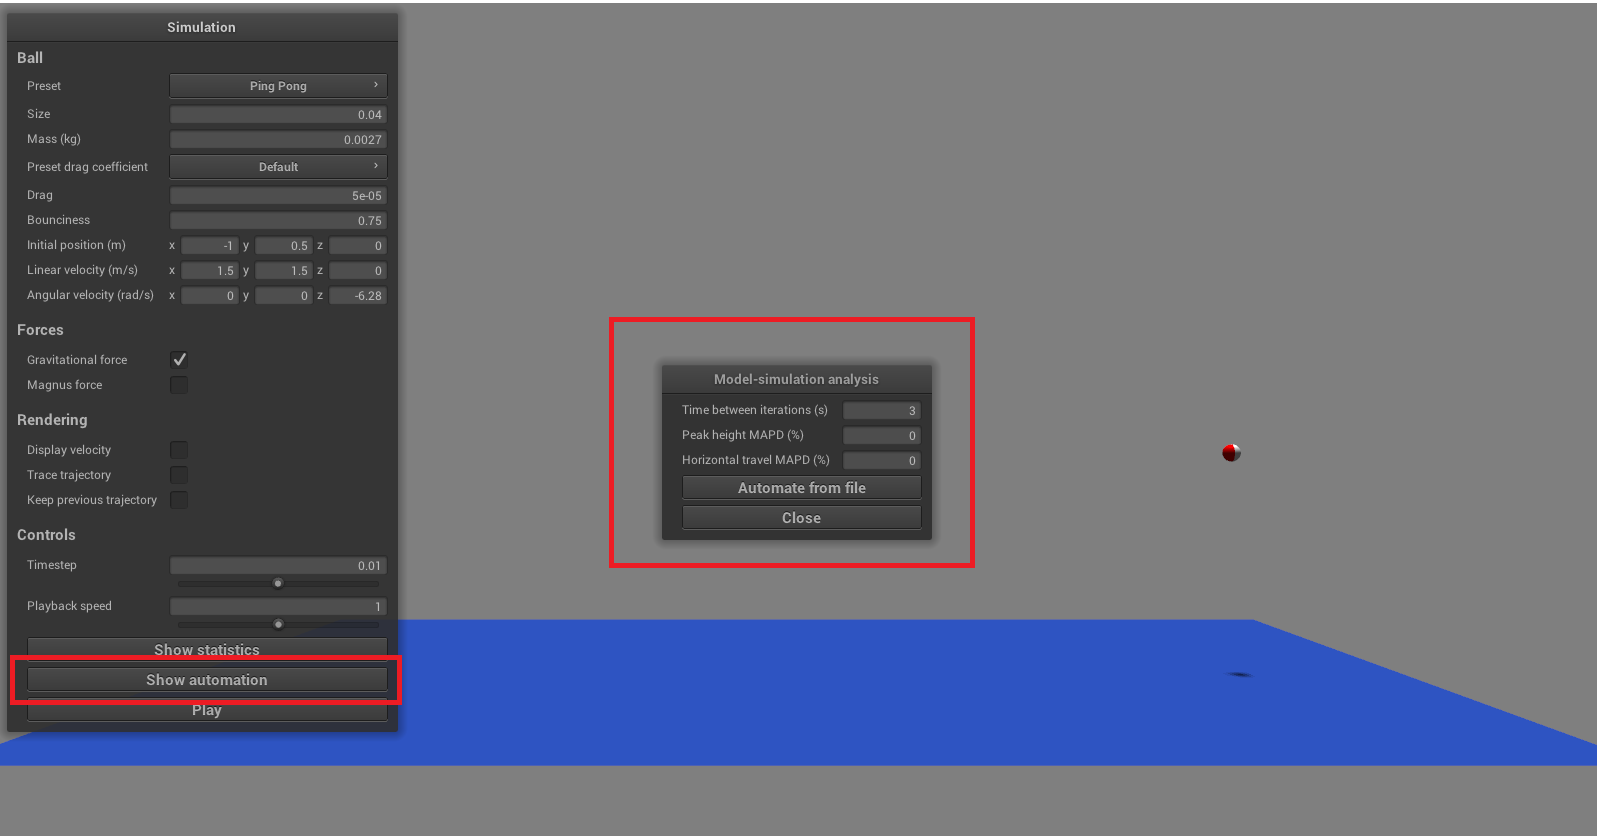 Simulation
Ball
Preset Ping Pong ›
Size 0.04
Mass (kg) 0.0027
Preset drag coefficient Default ›
Drag 5e-05
Bounciness 0.75
Initial position (m) x -1 y 0.5 z 0
Linear velocity (m/s) x 1.5 y 1.5 z 0
Angular velocity (rad/s) x 0 y 0 z -6.28
Forces
Gravitational force
Magnus force
Rendering
Display velocity
Trace trajectory
Keep previous trajectory
Controls
Timestep 0.01
Playback speed 1
Show statistics
Show automation
Play
Model-simulation analysis
Time between iterations (s) 3
Peak height MAPD (%) 0
Horizontal travel MAPD (%) 0
Automate from file
Close